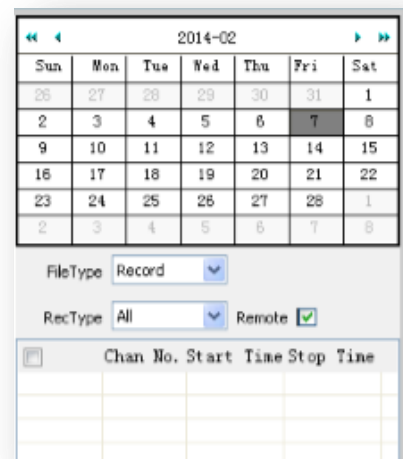 2014-02
Sun Mon Tue Wed Thu Fri Sat
26 27 28 29 30 31 1
2 3 4 5 6 7 8
9 10 11 12 13 14 15
16 17 18 19 20 21 22
23 24 25 26 27 28 1
2 3 4 5 6 7 8
FileType Record
RecType All Remote
Chan No. Start Time Stop Time